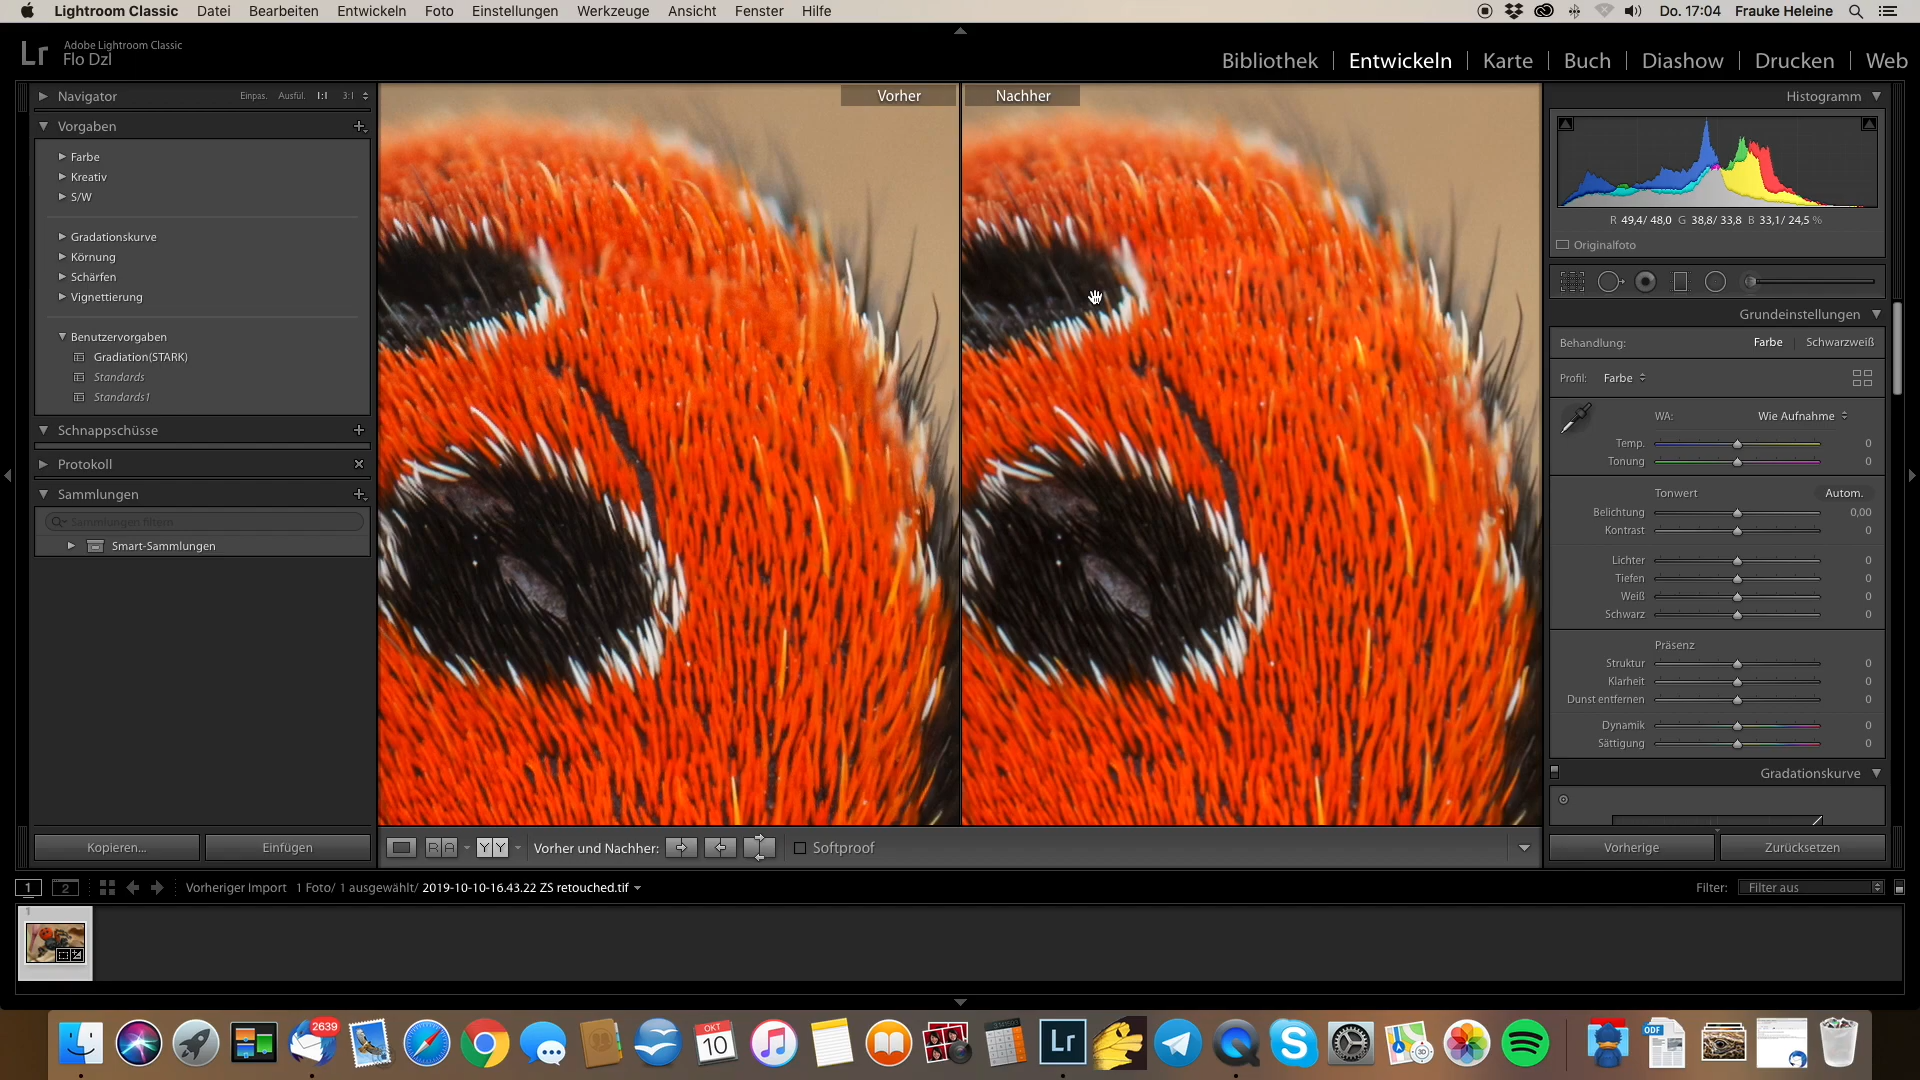 Lightroom Classic Datei Bearbeiten Entwickeln Foto Einstellungen Werkzeuge Ansicht Fenster Hilfe Do. 17:04 Frauke Heleine
Lr Adobe Lightroom Classic
Flo Dzl
Bibliothek | Entwickeln | Karte | Buch | Diashow | Drucken | Web
Navigator Einpas. Ausfül. 1:1 3:1
Vorher
Nachher
Histogramm
Vorgaben
Farbe
Kreativ
S/W
Gradationskurve
Körnung
Schärfen
Vignettierung
Benutzervorgaben
Gradiation(STARK)
Standards
Standards1
Schnappschüsse
Protokoll
Sammlungen
Sammlungen filtern
Smart-Sammlungen
R 49,4/ 48,0 G 38,8/ 33,8 B 33,1/ 24,5 %
Originalfoto
Grundeinstellungen
Behandlung: Farbe | Schwarzweiß
Profil: Farbe
WA: Wie Aufnahme
Temp. 0
Tonung 0
Tonwert Autom.
Belichtung 0,00
Kontrast 0
Lichter 0
Tiefen 0
Weiß 0
Schwarz 0
Präsenz
Struktur 0
Klarheit 0
Dunst entfernen 0
Dynamik 0
Sättigung 0
Gradationskurve
Kopieren... Einfügen
R A Y Y Vorher und Nachher: Softproof
Vorherige Zurücksetzen
1 2 Vorheriger Import 1 Foto/ 1 ausgewählt/ 2019-10-10-16.43.22 ZS retouched.tif
Filter: Filter aus
1
2639
OKT
10
Lr
3D
ODF